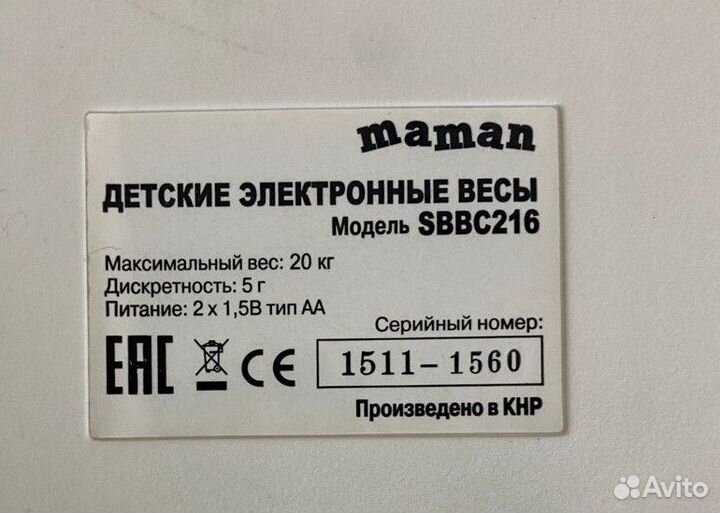 maman
ДЕТСКИЕ ЭЛЕКТРОННЫЕ ВЕСЫ
Модель SBBC216
Максимальный вес: 20 кг
Дискретность: 5 г
Питание: 2 x 1,5В тип АА
Серийный номер:
EAC CE 1511-1560
Произведено в КНР
Avito